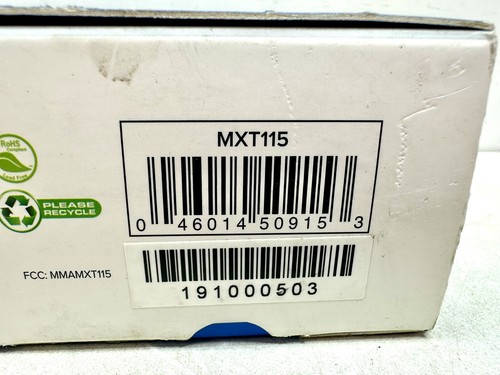 MXT115
0 46014 50915 3
RoHS
Compliant
Lead Free
PLEASE
RECYCLE
FCC: MMAMXT115
191000503